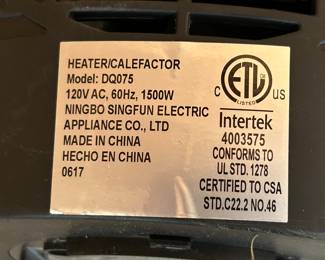 HEATER/CALEFACTOR
Model: DQ075
120V AC, 60Hz, 1500W
NINGBO SINGFUN ELECTRIC
APPLIANCE CO., LTD
MADE IN CHINA
HECHO EN CHINA
0617
C ETL US
LISTED
Intertek
4003575
CONFORMS TO
UL STD. 1278
CERTIFIED TO CSA
STD.C22.2 NO.46